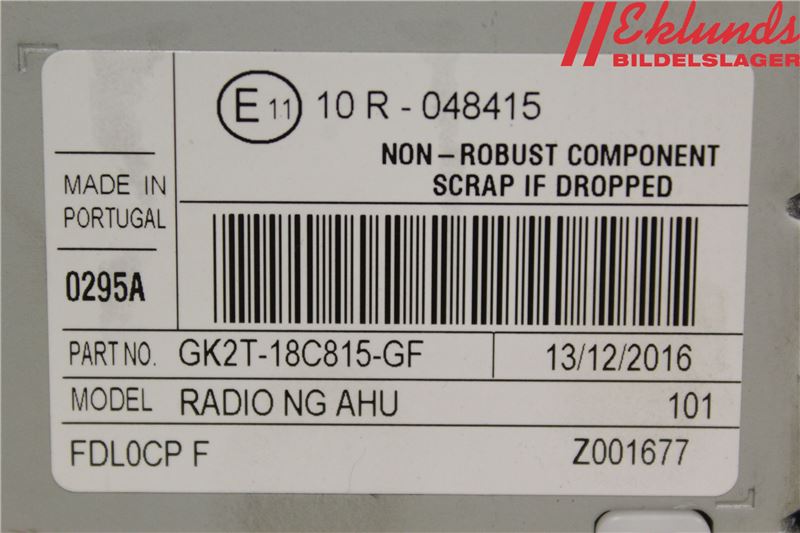 Eklunds
BILDELSLAGER
E 11 10 R - 048415
NON-ROBUST COMPONENT
SCRAP IF DROPPED
MADE IN
PORTUGAL
0295A
PART NO. GK2T-18C815-GF 13/12/2016
MODEL RADIO NG AHU 101
FDL0CP F Z001677